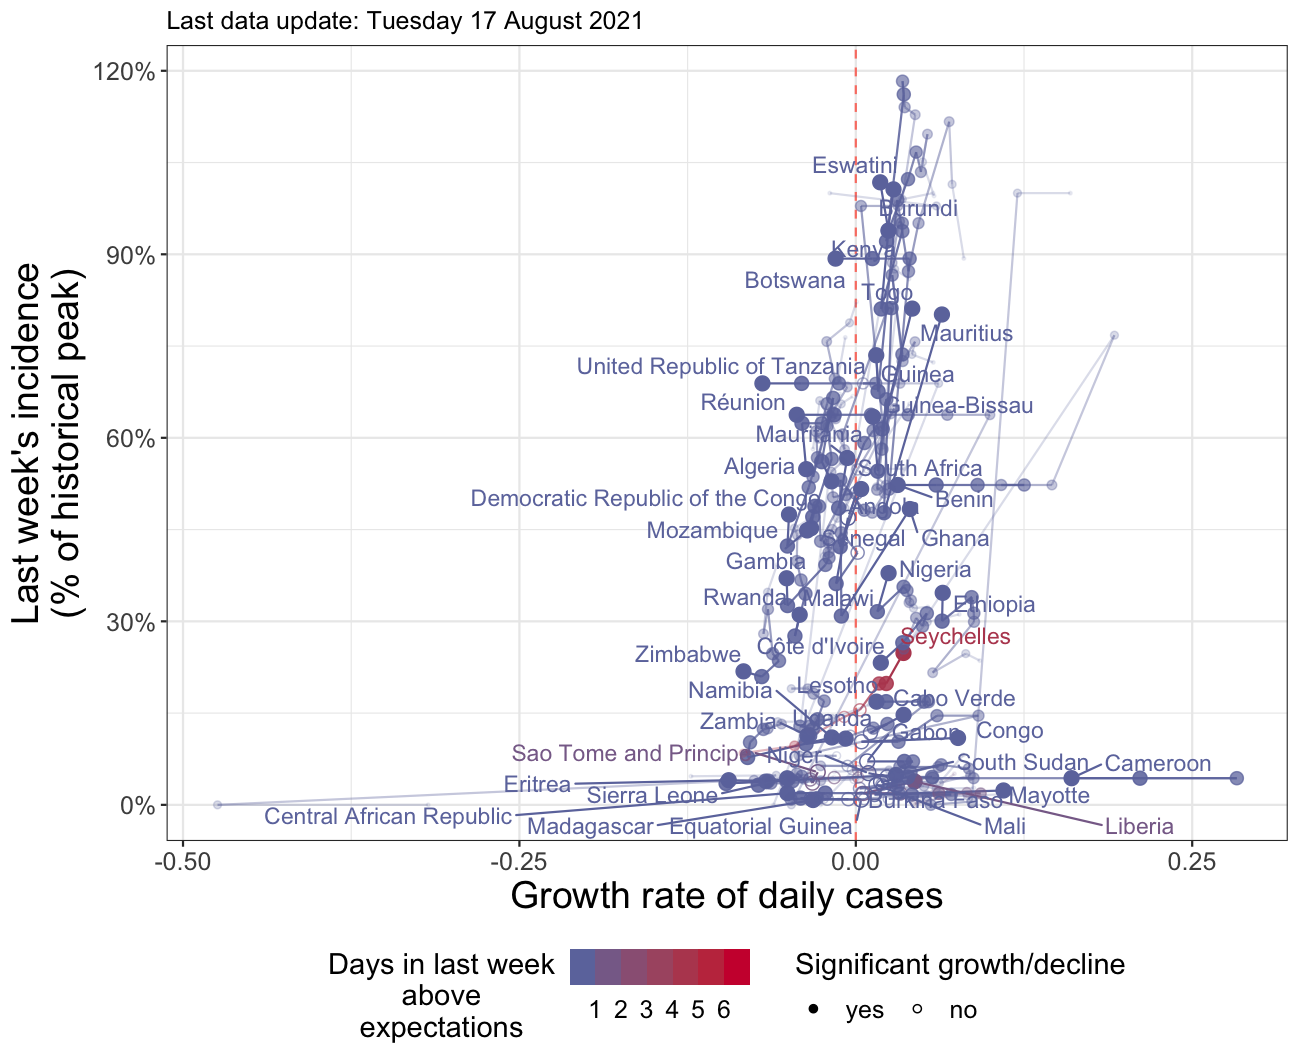 Last data update: Tuesday 17 August 2021
120%
90%
60%
30%
0%
Last week's incidence
(% of historical peak)
Eswatini
Burundi
Kenya
Botswana
Togo
Mauritius
United Republic of Tanzania
Guinea
Réunion
Guinea-Bissau
Mauritania
Algeria
South Africa
Democratic Republic of the Congo
Benin
Angola
Mozambique
Senegal
Ghana
Gambia
Nigeria
Rwanda
Malawi
Ethiopia
Seychelles
Côte d'Ivoire
Zimbabwe
Namibia
Lesotho
Cabo Verde
Zambia
Uganda
Gabon
Congo
Sao Tome and Principe
Niger
South Sudan
Cameroon
Eritrea
Sierra Leone
Burkina Faso
Mayotte
Central African Republic
Madagascar
Equatorial Guinea
Mali
Liberia
-0.50
-0.25
0.00
0.25
Growth rate of daily cases
Days in last week
above
expectations
1 2 3 4 5 6
Significant growth/decline
yes
no